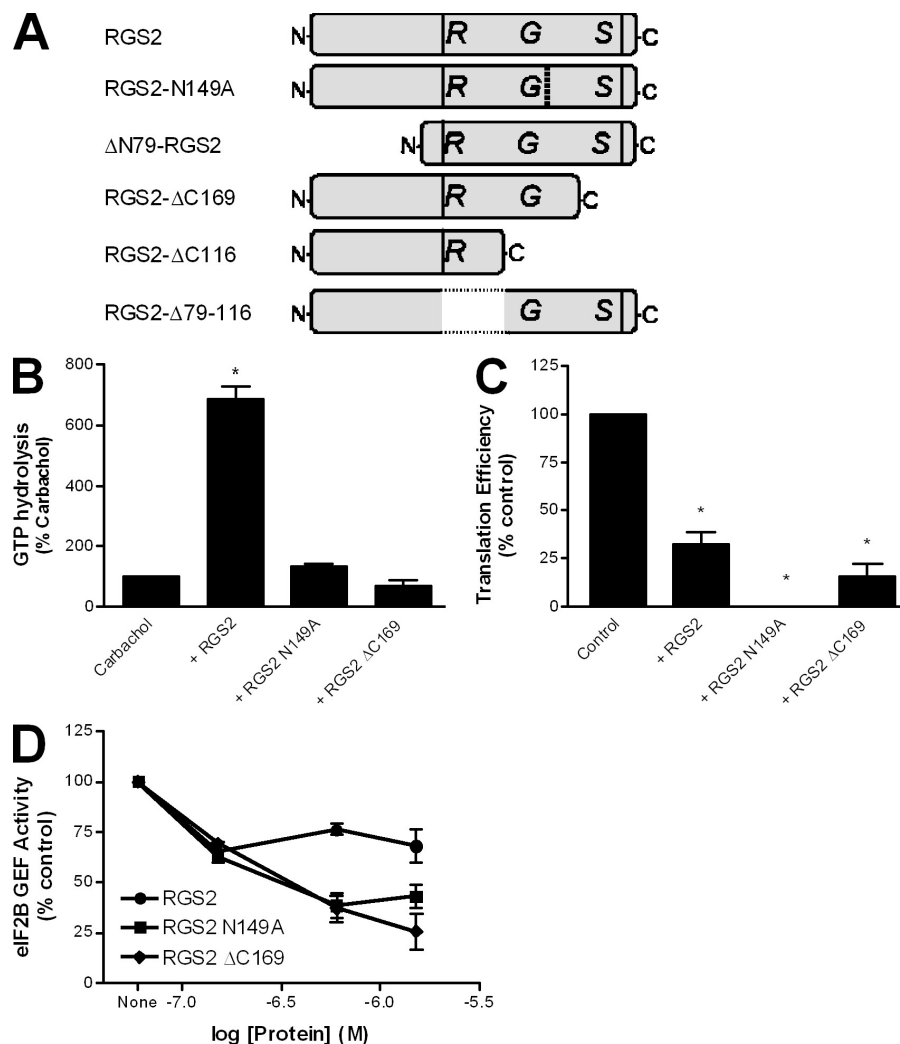 A
RGS2
N R G S C
RGS2-N149A
N R G S C
ΔN79-RGS2
N R G S C
RGS2-ΔC169
N R G C
RGS2-ΔC116
N R C
RGS2-Δ79-116
N G S C
B
GTP hydrolysis
(% Carbachol)
800
600
400
200
0
*
Carbachol
+ RGS2
+ RGS2 N149A
+ RGS2 ΔC169
C
Translation Efficiency
(% control)
125
100
75
50
25
0
*
*
*
Control
+ RGS2
+ RGS2 N149A
+ RGS2 ΔC169
D
eIF2B GEF Activity
(% control)
125
100
75
50
25
0
RGS2
RGS2 N149A
RGS2 ΔC169
None -7.0 -6.5 -6.0 -5.5
log [Protein] (M)